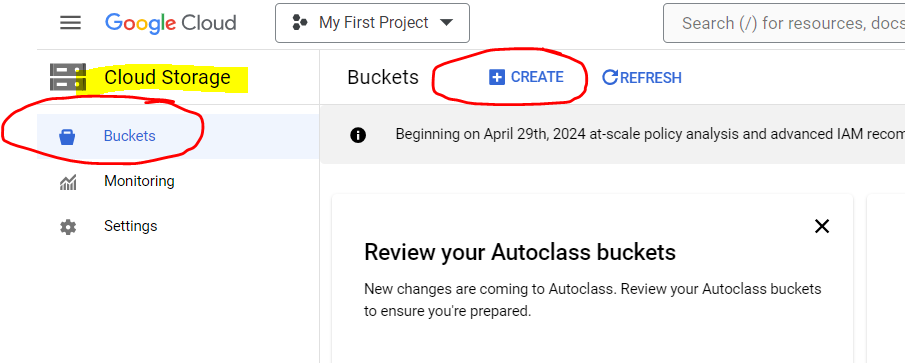 Google Cloud
My First Project
Search (/) for resources, docs
Cloud Storage
Buckets
CREATE
REFRESH
Buckets
Beginning on April 29th, 2024 at-scale policy analysis and advanced IAM recom
Monitoring
Settings
Review your Autoclass buckets
New changes are coming to Autoclass. Review your Autoclass buckets
to ensure you're prepared.